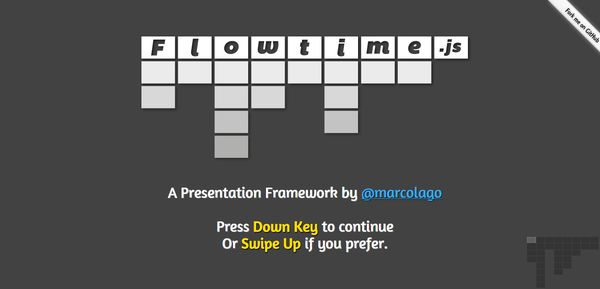 Fork me on GitHub
Flowtime.js
A Presentation Framework by @marcolago
Press Down Key to continue
Or Swipe Up if you prefer.